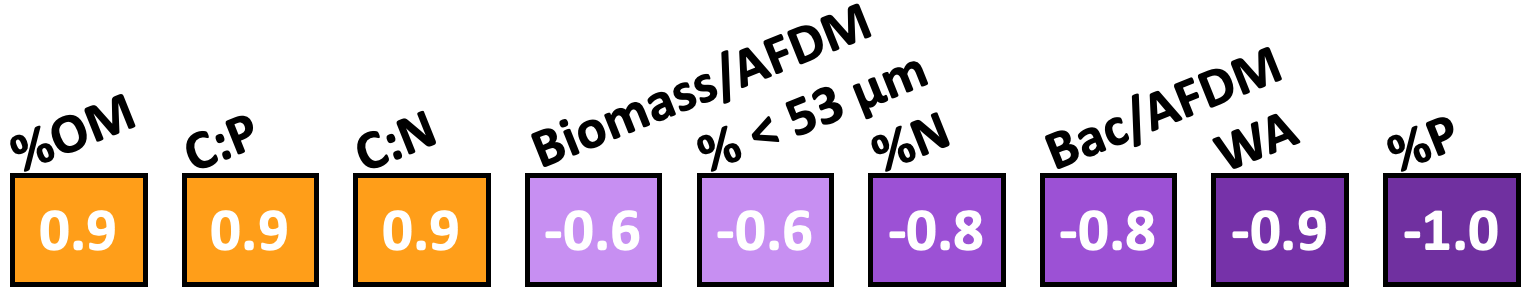 %OM C:P C:N Biomass/AFDM % < 53 µm %N Bac/AFDM WA %P
0.9 0.9 0.9 -0.6 -0.6 -0.8 -0.8 -0.9 -1.0